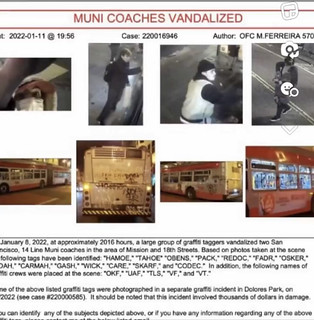 MUNI COACHES VANDALIZED
t: 2022-01-11 @ 19:56 Case: 220016946 Author: OFC M.FERREIRA 570
January 8, 2022, at approximately 2016 hours, a large group of graffiti taggers vandalized two San
ncisco, 14 Line Muni coaches in the area of Mission and 18th Streets. Based on photos taken at the scene
following tags have been identified: "HAMOE," "TAHOE" "OBENS," "PACK," "REDOC," "FADR," "OSKER,"
OAH," "CARMAH," "GASH," "WICK," "CARE," "SKARF," and "CODEC." In addition, the following names of
ffiti crews were placed at the scene: "OKF," "UAF," "TLS," "VF," and "VT."
me of the above listed graffiti tags were photographed in a separate graffiti incident in Dolores Park, on
/2022 (see case #220000585). It should be noted that this incident involved thousands of dollars in damage.
ou can identify any of the subjects depicted above, or if you have any information regarding any of the above